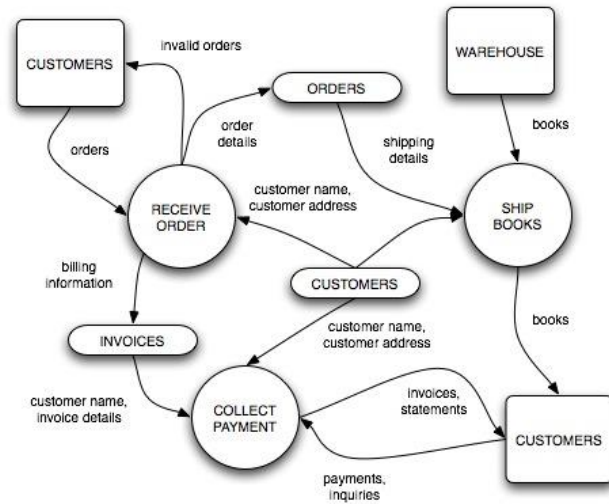 invalid orders
CUSTOMERS
WAREHOUSE
ORDERS
orders
order
details
shipping
details
books
customer name,
customer address
RECEIVE
ORDER
SHIP
BOOKS
billing
information
CUSTOMERS
INVOICES
customer name,
customer address
books
customer name,
invoice details
COLLECT
PAYMENT
invoices,
statements
CUSTOMERS
payments,
inquiries